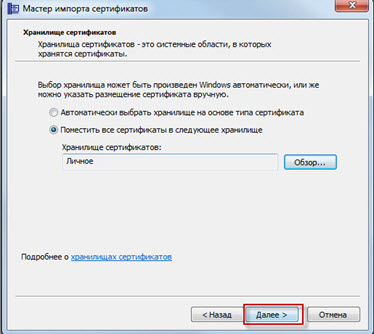 Мастер импорта сертификатов
Хранилище сертификатов
Хранилища сертификатов - это системные области, в которых
хранятся сертификаты.
Выбор хранилища может быть произведен Windows автоматически, или же
можно указать размещение сертификата вручную.
Автоматически выбрать хранилище на основе типа сертификата
Поместить все сертификаты в следующее хранилище
Хранилище сертификатов:
Личное
Обзор...
Подробнее о хранилищах сертификатов
< Назад
Далее >
Отмена